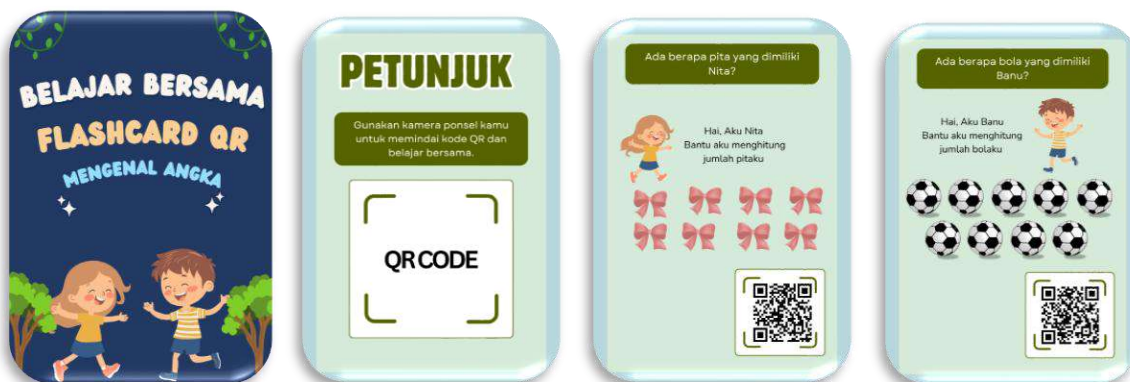 BELAJAR BERSAMA
FLASHCARD QR
MENGENAL ANGKA
PETUNJUK
Gunakan kamera ponsel kamu
untuk memindai kode QR dan
belajar bersama.
QR CODE
Ada berapa pita yang dimiliki
Nita?
Hai, Aku Nita
Bantu aku menghitung
jumlah pitaku
Ada berapa bola yang dimiliki
Banu?
Hai, Aku Banu
Bantu aku menghitung
jumlah bolaku